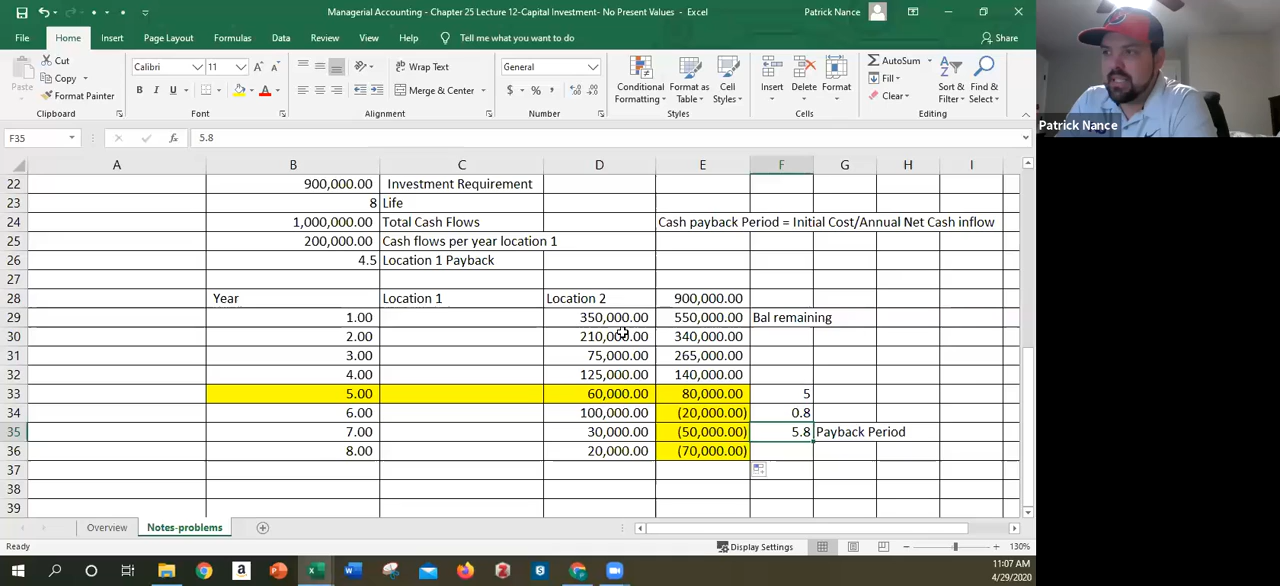 Managerial Accounting - Chapter 25 Lecture 12-Capital Investment- No Present Values - Excel
Patrick Nance
File Home Insert Page Layout Formulas Data Review View Help Tell me what you want to do Share
Paste
Cut
Copy
Format Painter
Calibri 11
B I U
Wrap Text
Merge & Center
General
$ % ,
Conditional Formatting
Format as Table
Cell Styles
Insert Delete Format
AutoSum
Fill
Clear
Sort & Filter
Find & Select
Clipboard Font Alignment Number Styles Cells Editing
Patrick Nance
F35 fx 5.8
A B C D E F G H I
22 900,000.00 Investment Requirement
23 8 Life
24 1,000,000.00 Total Cash Flows Cash payback Period = Initial Cost/Annual Net Cash inflow
25 200,000.00 Cash flows per year location 1
26 4.5 Location 1 Payback
27
28 Year Location 1 Location 2 900,000.00
29 1.00 350,000.00 550,000.00 Bal remaining
30 2.00 210,000.00 340,000.00
31 3.00 75,000.00 265,000.00
32 4.00 125,000.00 140,000.00
33 5.00 60,000.00 80,000.00 5
34 6.00 100,000.00 (20,000.00) 0.8
35 7.00 30,000.00 (50,000.00) 5.8 Payback Period
36 8.00 20,000.00 (70,000.00)
37
38
39
Overview Notes-problems
Ready Display Settings 130%
11:07 AM
4/29/2020